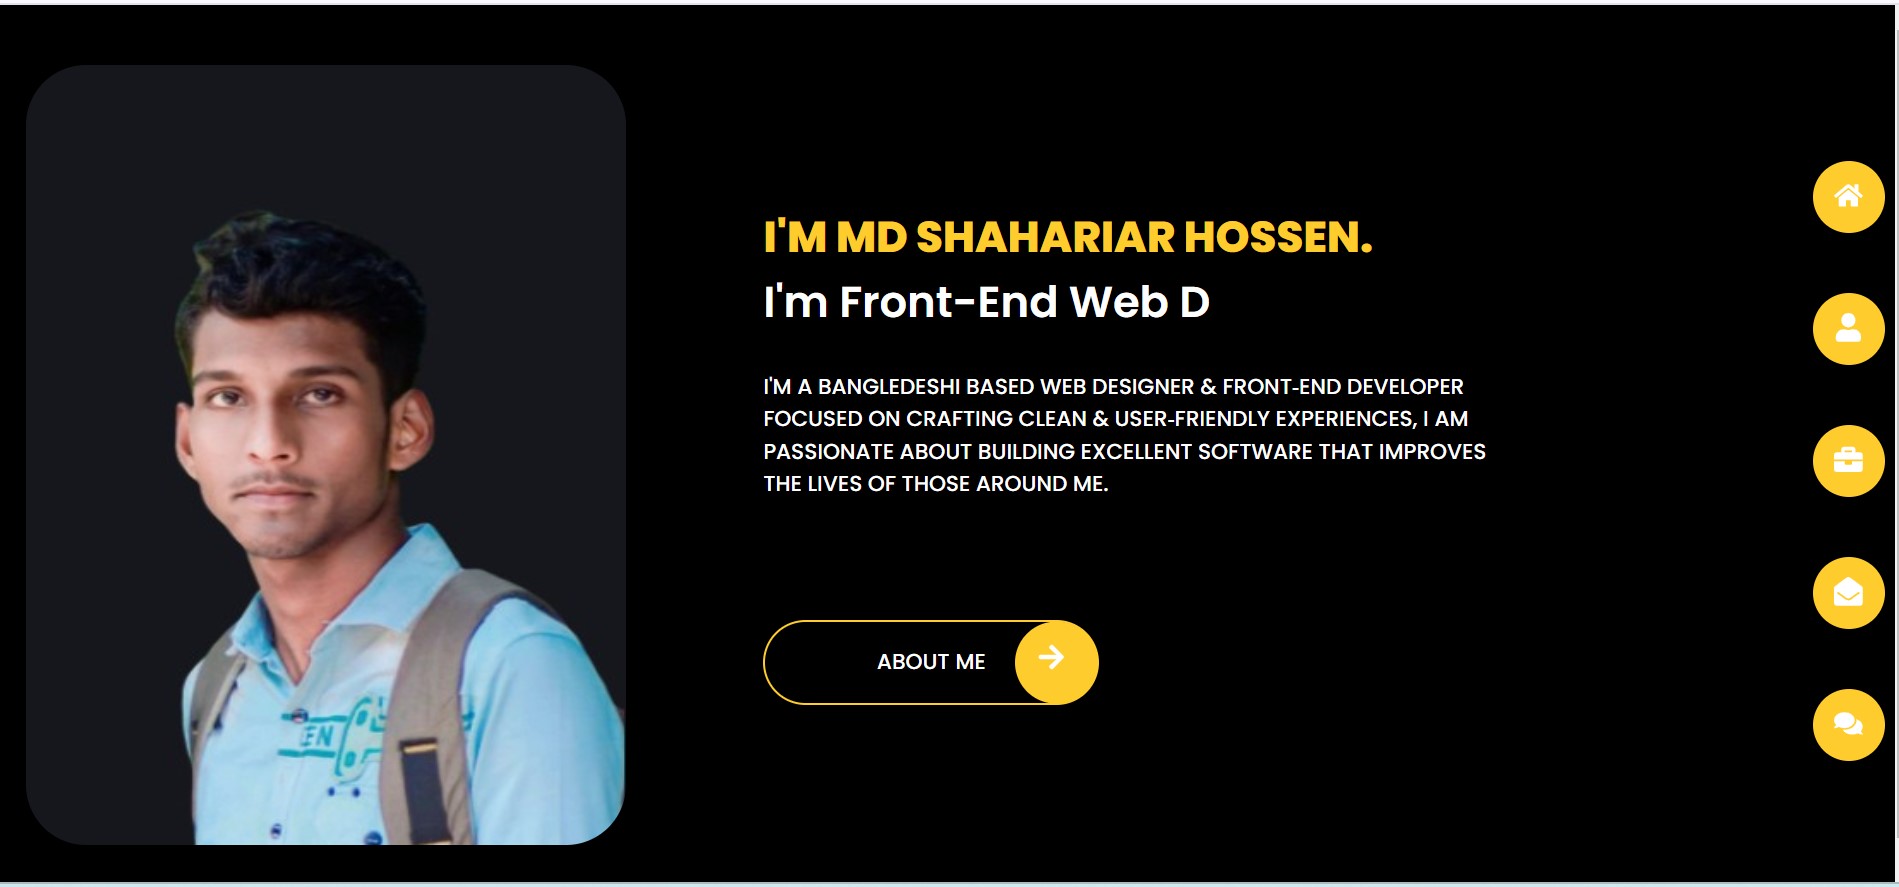 I'M MD SHAHARIAR HOSSEN.
I'm Front-End Web D
I'M A BANGLEDESHI BASED WEB DESIGNER & FRONT-END DEVELOPER
FOCUSED ON CRAFTING CLEAN & USER-FRIENDLY EXPERIENCES, I AM
PASSIONATE ABOUT BUILDING EXCELLENT SOFTWARE THAT IMPROVES
THE LIVES OF THOSE AROUND ME.
ABOUT ME